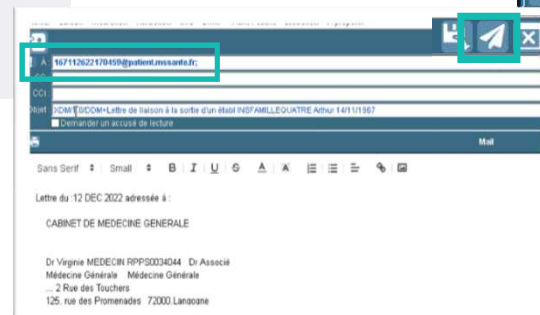 À 167112622170459@patient.mssante.fr;
CCi
Objet XDM/1.0/DDM+Lettre de liaison à la sortie d'un établ INSFAMILLEQUATRE Arthur 14/11/1967
Demander un accusé de lecture
Mail
Sans Serif Small B I U S A A
Lettre du :12 DEC 2022 adressée à :
CABINET DE MEDECINE GENERALE
Dr Virginie MEDECIN RPPS0034044 Dr Associé
Médecine Générale Médecine Générale
... 2 Rue des Touchers
125, rue des Promenades 72000 Langogne